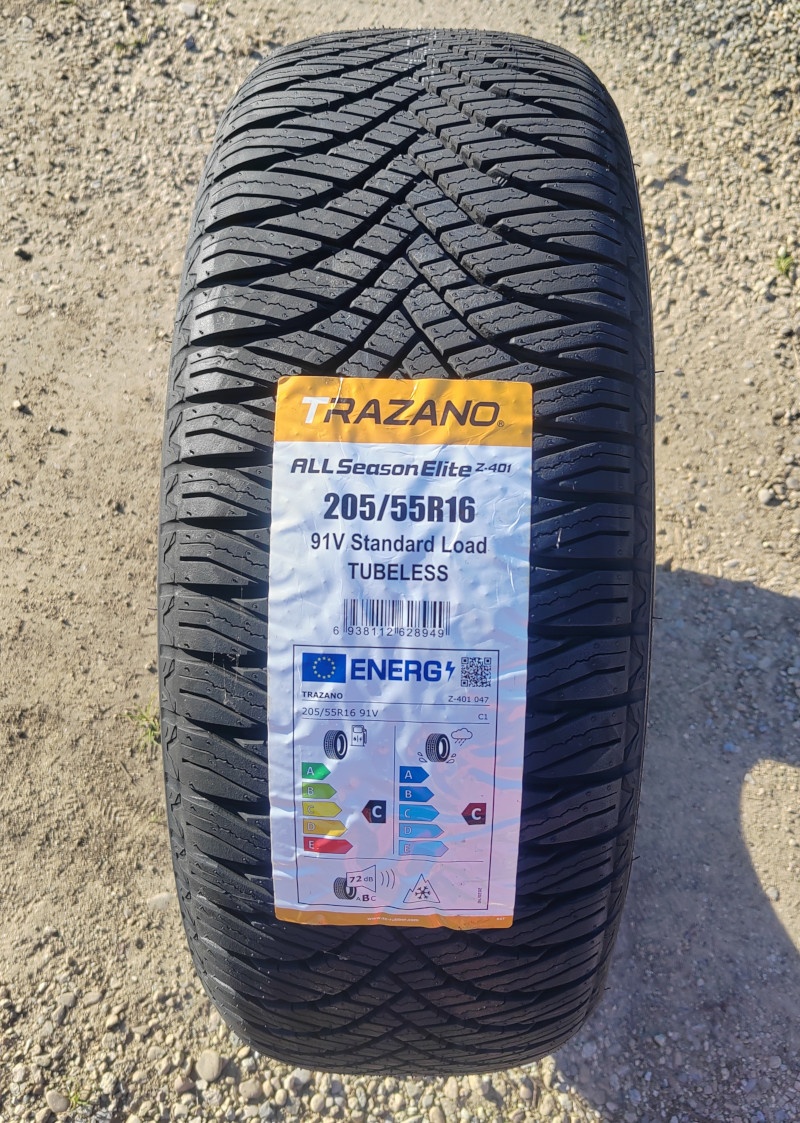 TRAZANO®
ALL Season Elite Z-401
205/55R16
91V Standard Load
TUBELESS
6 938112 628949
ENERG
TRAZANO Z-401 047
205/55R16 91V C1
A A
B B
C C C C
D D
E E
72 dB
ABC